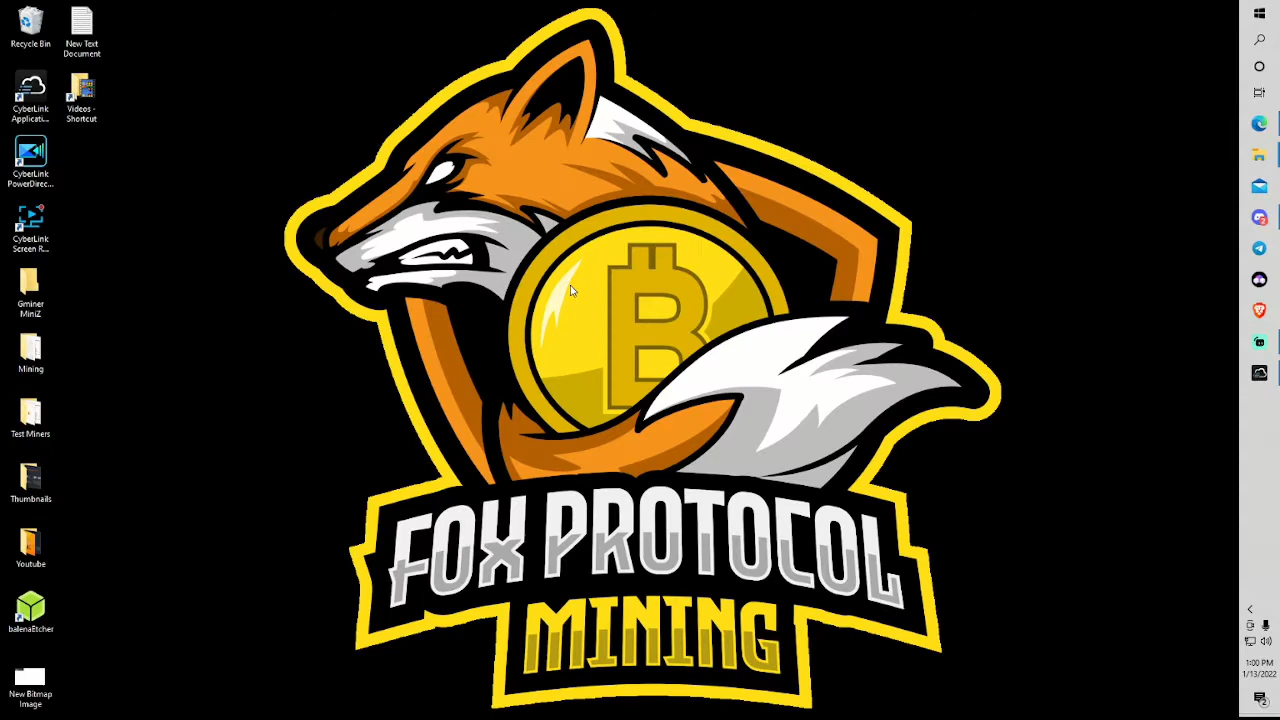 Recycle Bin
New Text
Document
CyberLink
Applicati...
Videos -
Shortcut
CyberLink
PowerDirec...
CyberLink
Screen R...
Gminer
MiniZ
Mining
Test Miners
Thumbnails
Youtube
balenaEtcher
New Bitmap
Image
B
FOX PROTOCOL
MINING
1:00 PM
1/13/2022